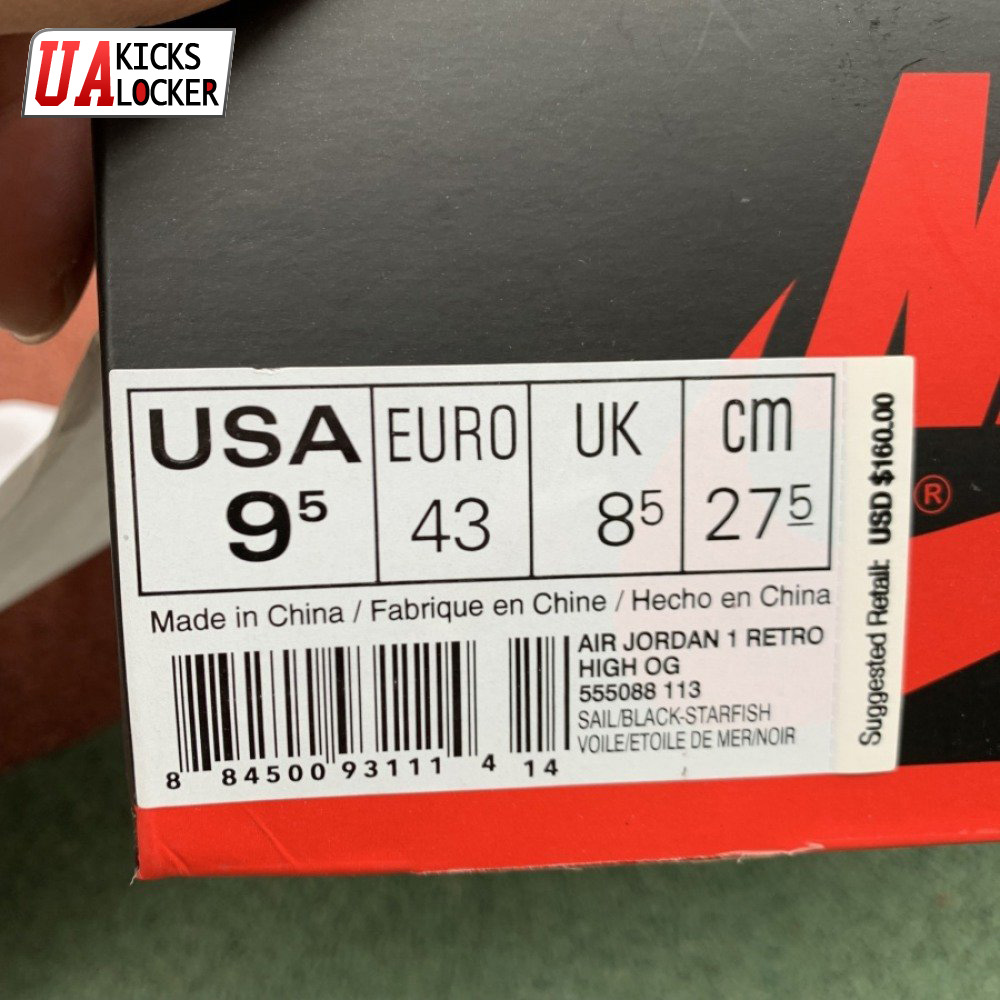 UA KICKS
LOCKER
USA EURO UK cm
9⁵ 43 8⁵ 27⁵
Made in China / Fabrique en Chine / Hecho en China
AIR JORDAN 1 RETRO
HIGH OG
555088 113
SAIL/BLACK-STARFISH
VOILE/ETOILE DE MER/NOIR
8 84500 93111 4 14
Suggested Retail: USD $160.00
®